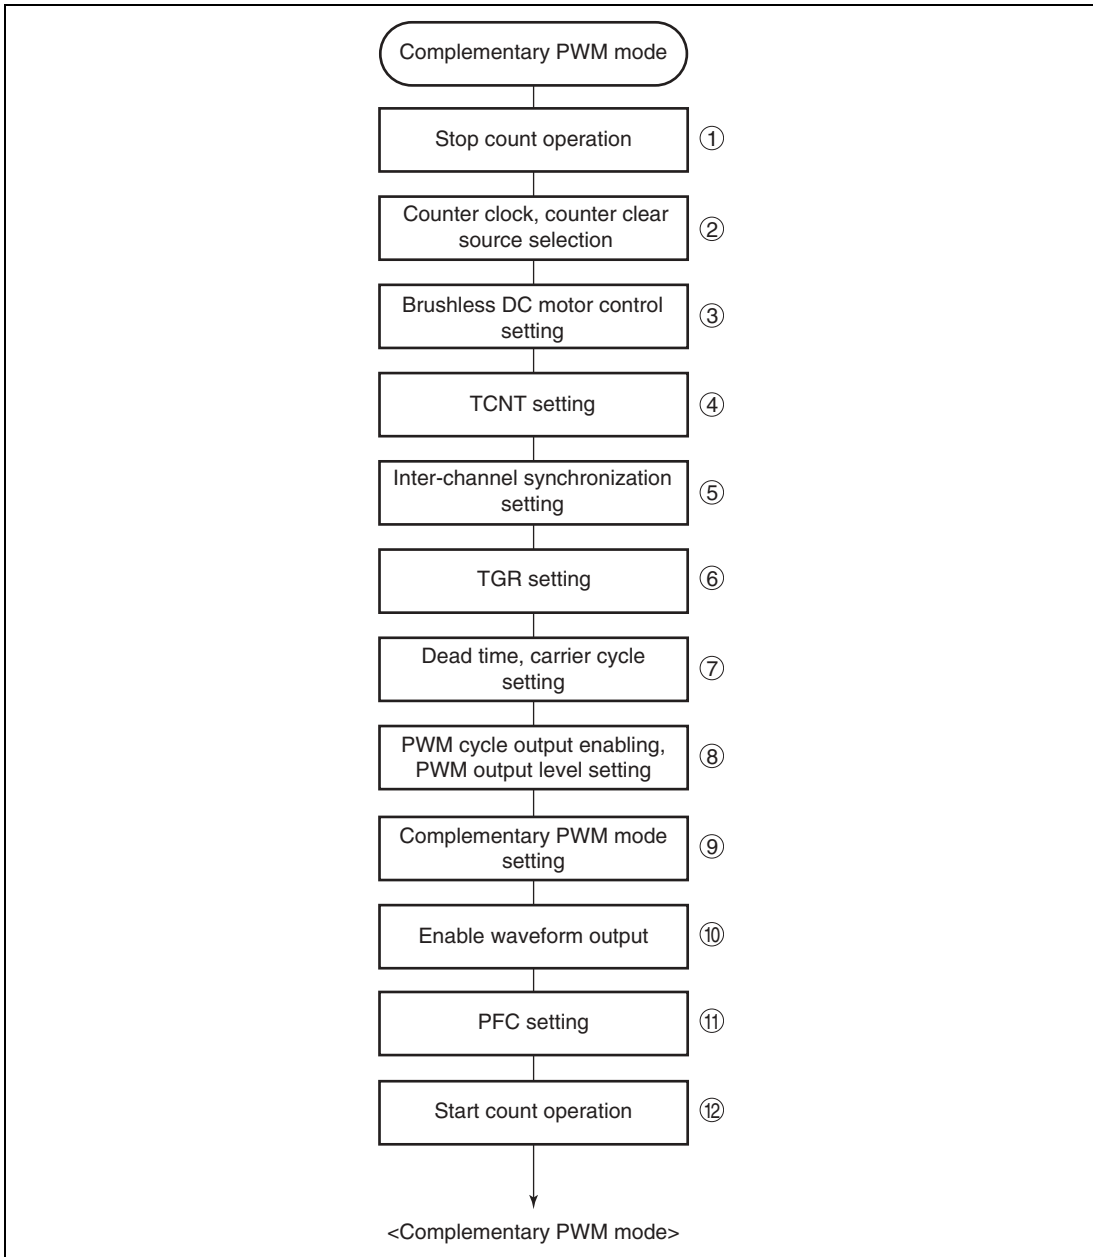 Complementary PWM mode
Stop count operation
①
Counter clock, counter clear
source selection
②
Brushless DC motor control
setting
③
TCNT setting
④
Inter-channel synchronization
setting
⑤
TGR setting
⑥
Dead time, carrier cycle
setting
⑦
PWM cycle output enabling,
PWM output level setting
⑧
Complementary PWM mode
setting
⑨
Enable waveform output
⑩
PFC setting
⑪
Start count operation
⑫
<Complementary PWM mode>